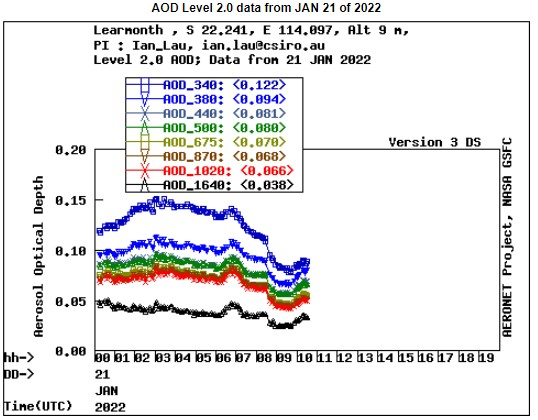 AOD Level 2.0 data from JAN 21 of 2022
Learmonth , S 22.241, E 114.097, Alt 9 m,
PI : Ian_Lau, ian.lau@csiro.au
Level 2.0 AOD; Data from 21 JAN 2022
AOD_340: <0.122>
AOD_380: <0.094>
AOD_440: <0.081>
AOD_500: <0.080>
AOD_675: <0.070>
AOD_870: <0.068>
AOD_1020: <0.066>
AOD_1640: <0.038>
Version 3 DS
0.20
0.15
0.10
0.05
0.00
Aerosol Optical Depth
AERONET Project, NASA GSFC
hh-> 00 01 02 03 04 05 06 07 08 09 10 11 12 13 14 15 16 17 18 19
DD-> 21
JAN
Time(UTC) 2022